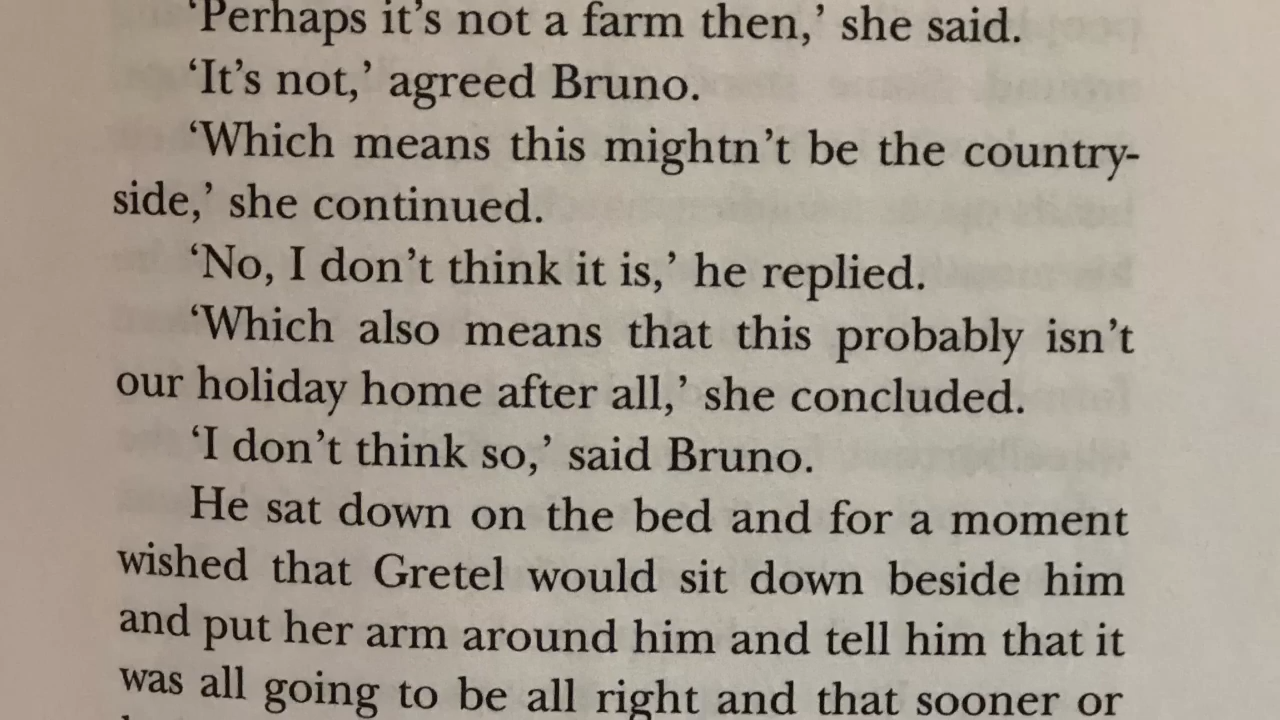 ‘Perhaps it’s not a farm then,’ she said.
‘It’s not,’ agreed Bruno.
‘Which means this mightn’t be the country-
side,’ she continued.
‘No, I don’t think it is,’ he replied.
‘Which also means that this probably isn’t
our holiday home after all,’ she concluded.
‘I don’t think so,’ said Bruno.
He sat down on the bed and for a moment
wished that Gretel would sit down beside him
and put her arm around him and tell him that it
was all going to be all right and that sooner or